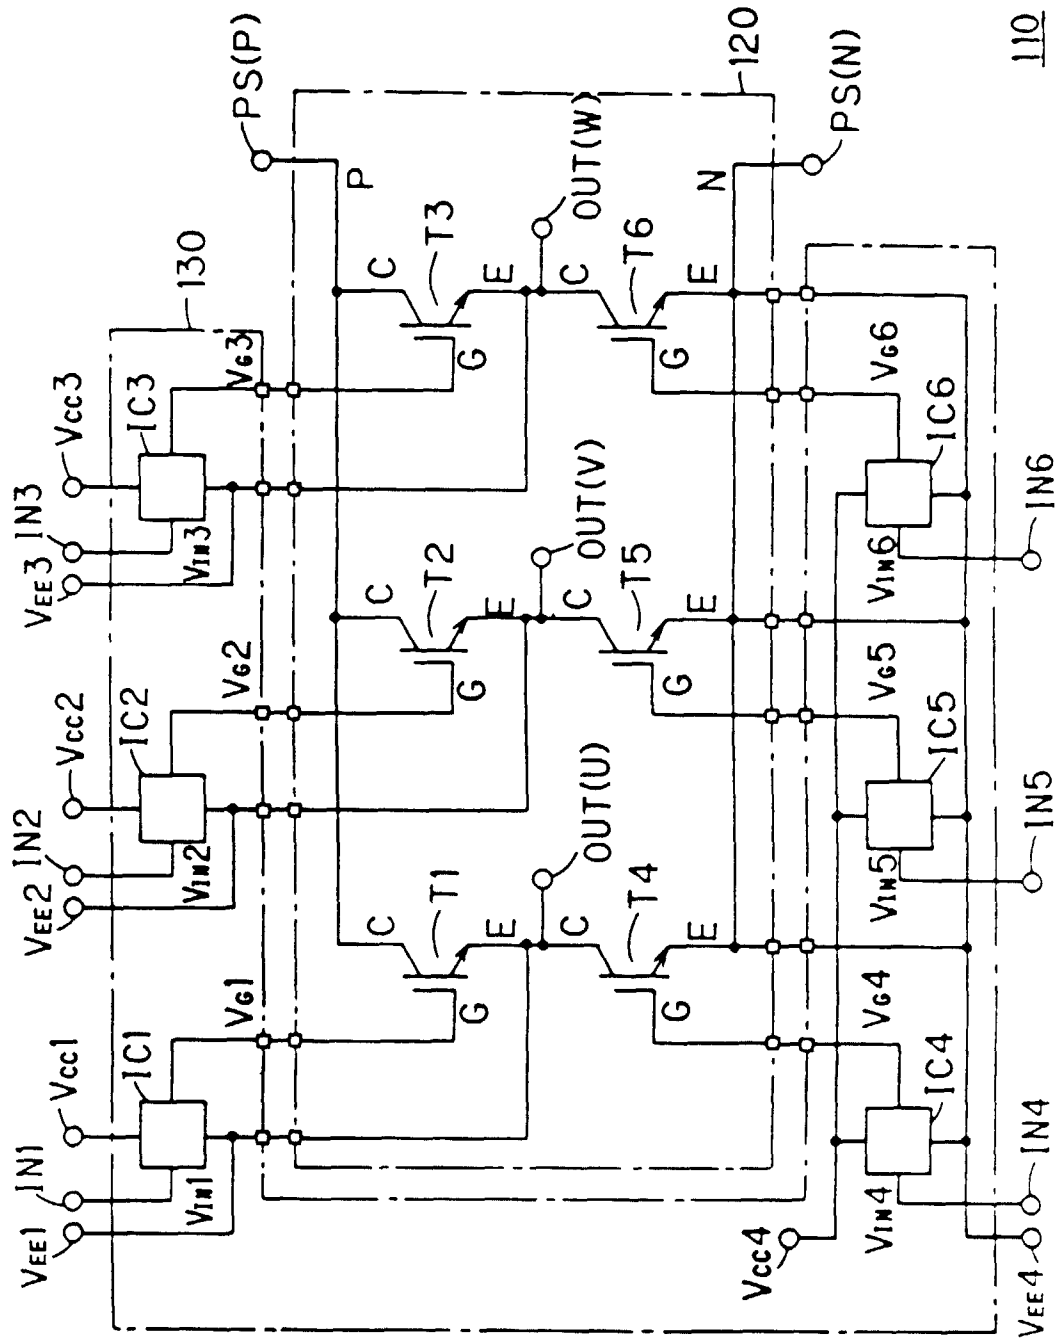 110
VEE1
IN1
Vcc1
VEE2
IN2
Vcc2
VEE3
IN3
Vcc3
130
IC1
IC2
IC3
VIN1
VIN2
VIN3
VG1
VG2
VG3
PS(P)
P
C
C
C
T1
T2
T3
G
G
G
E
E
E
OUT(U)
OUT(V)
OUT(W)
C
C
C
T4
T5
T6
G
G
G
E
E
E
N
120
PS(N)
Vcc4
VG4
VG5
VG6
VIN4
VIN5
VIN6
IC4
IC5
IC6
VEE4
IN4
IN5
IN6